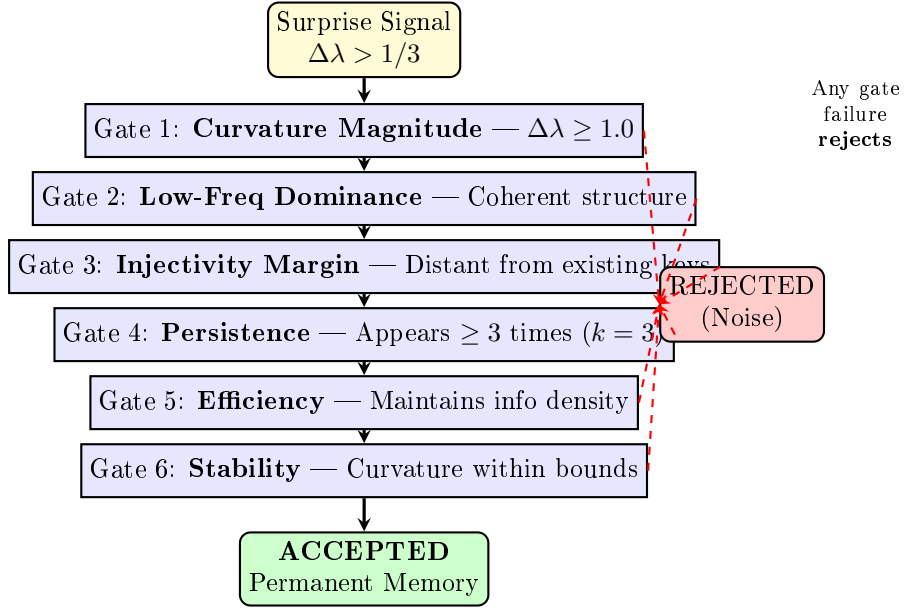 Surprise Signal
Δλ > 1/3
Any gate
failure
rejects
Gate 1: Curvature Magnitude — Δλ ≥ 1.0
Gate 2: Low-Freq Dominance — Coherent structure
Gate 3: Injectivity Margin — Distant from existing keys
REJECTED
(Noise)
Gate 4: Persistence — Appears ≥ 3 times (k = 3)
Gate 5: Efficiency — Maintains info density
Gate 6: Stability — Curvature within bounds
ACCEPTED
Permanent Memory